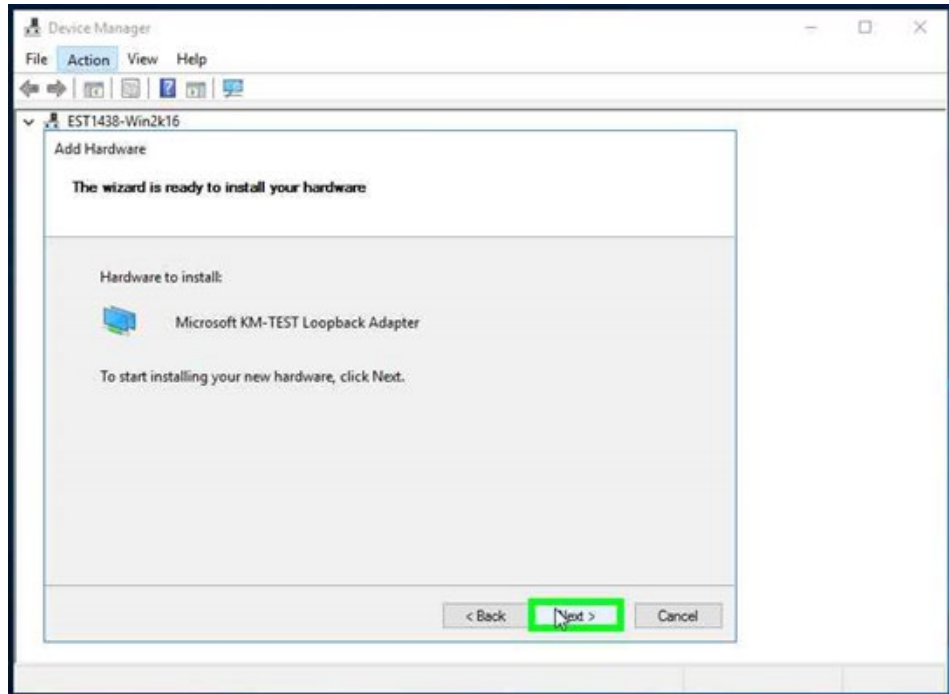 Device Manager
File Action View Help
EST1438-Win2k16
Add Hardware
The wizard is ready to install your hardware
Hardware to install:
Microsoft KM-TEST Loopback Adapter
To start installing your new hardware, click Next.
< Back Next > Cancel